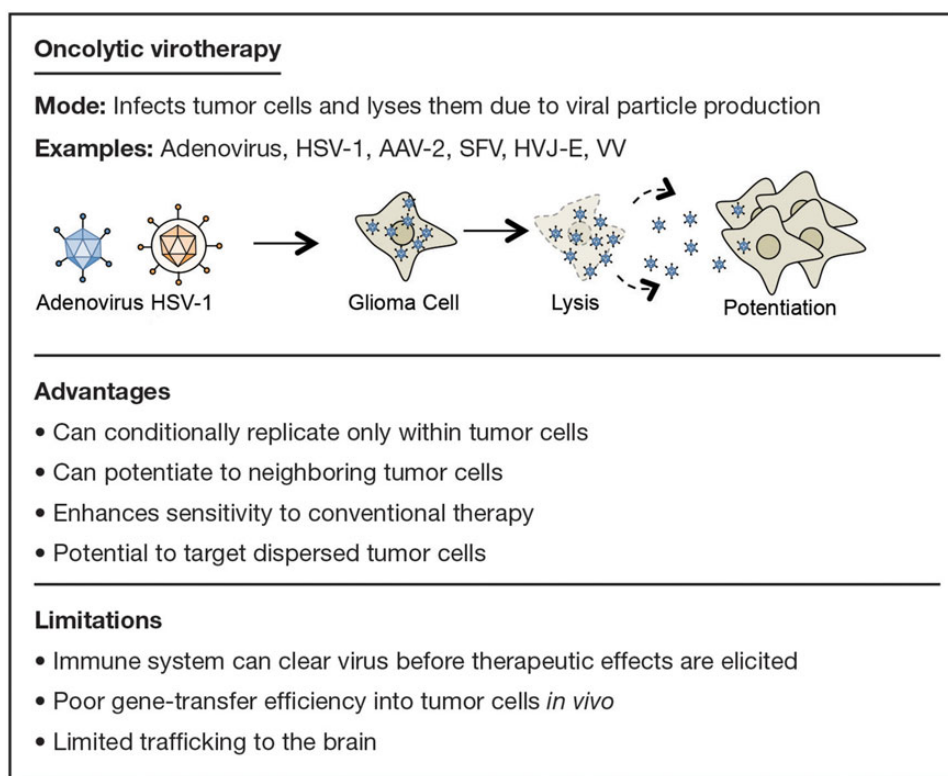 Oncolytic virotherapy
Mode: Infects tumor cells and lyses them due to viral particle production
Examples: Adenovirus, HSV-1, AAV-2, SFV, HVJ-E, VV
Adenovirus HSV-1 Glioma Cell Lysis Potentiation
Advantages
• Can conditionally replicate only within tumor cells
• Can potentiate to neighboring tumor cells
• Enhances sensitivity to conventional therapy
• Potential to target dispersed tumor cells
Limitations
• Immune system can clear virus before therapeutic effects are elicited
• Poor gene-transfer efficiency into tumor cells in vivo
• Limited trafficking to the brain